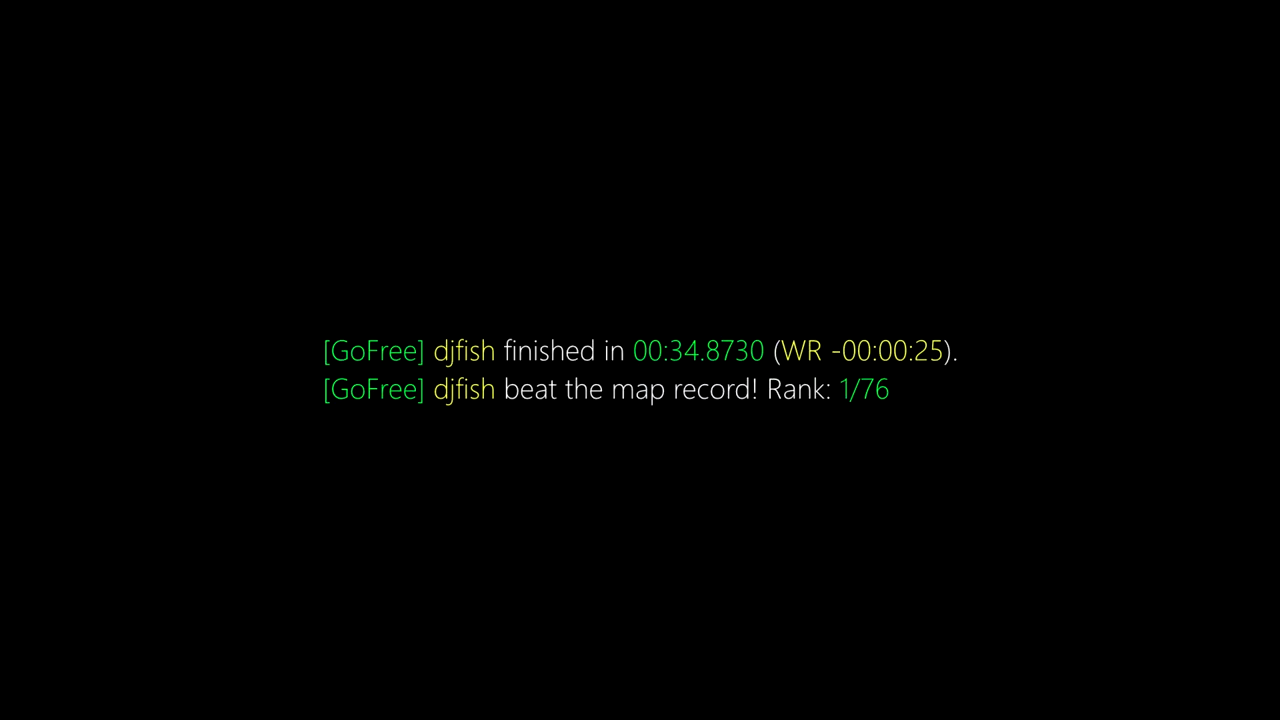 [GoFree] djfish finished in 00:34.8730 (WR -00:00:25).
[GoFree] djfish beat the map record! Rank: 1/76